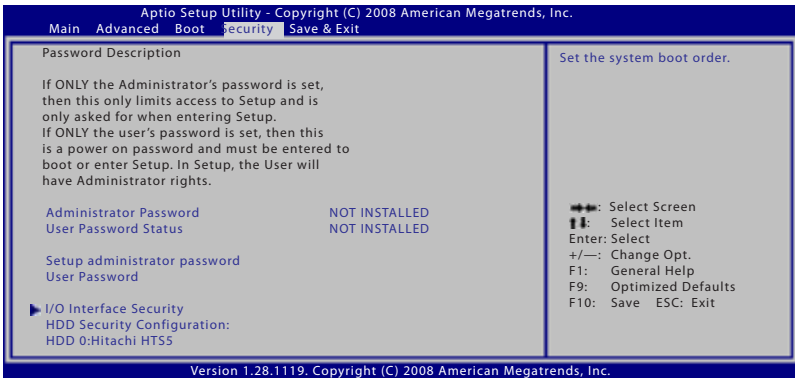 Aptio Setup Utility - Copyright (C) 2008 American Megatrends, Inc.
Main Advanced Boot Security Save & Exit
Password Description
If ONLY the Administrator's password is set,
then this only limits access to Setup and is
only asked for when entering Setup.
If ONLY the user's password is set, then this
is a power on password and must be entered to
boot or enter Setup. In Setup, the User will
have Administrator rights.
Administrator Password NOT INSTALLED
User Password Status NOT INSTALLED
Setup administrator password
User Password
I/O Interface Security
HDD Security Configuration:
HDD 0:Hitachi HTS5
Set the system boot order.
: Select Screen
: Select Item
Enter: Select
+/—: Change Opt.
F1: General Help
F9: Optimized Defaults
F10: Save ESC: Exit
Version 1.28.1119. Copyright (C) 2008 American Megatrends, Inc.